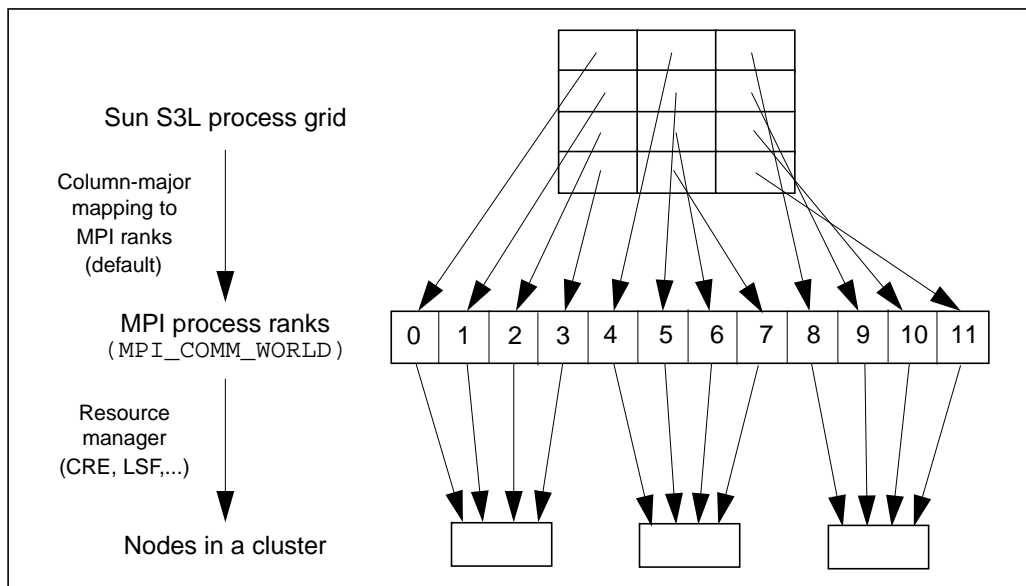 Sun S3L process grid
Column-major
mapping to
MPI ranks
(default)
MPI process ranks
(MPI_COMM_WORLD)
0 1 2 3 4 5 6 7 8 9 10 11
Resource
manager
(CRE, LSF,...)
Nodes in a cluster